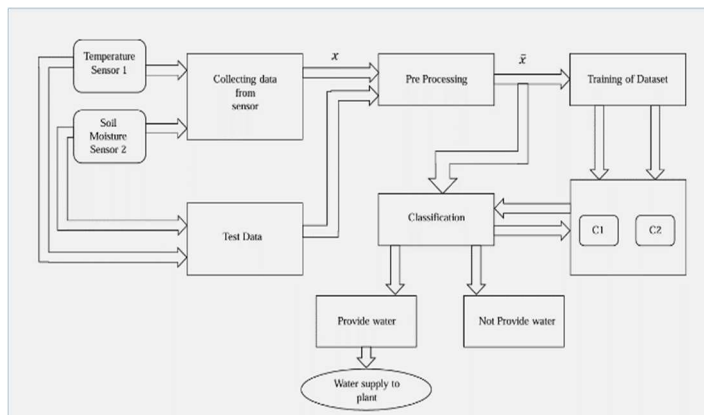 Temperature
Sensor 1
Collecting data
from
sensor
x
Pre Processing
x̄
Training of Dataset
Soil
Moisture
Sensor 2
Test Data
Classification
C1
C2
Provide water
Not Provide water
Water supply to
plant